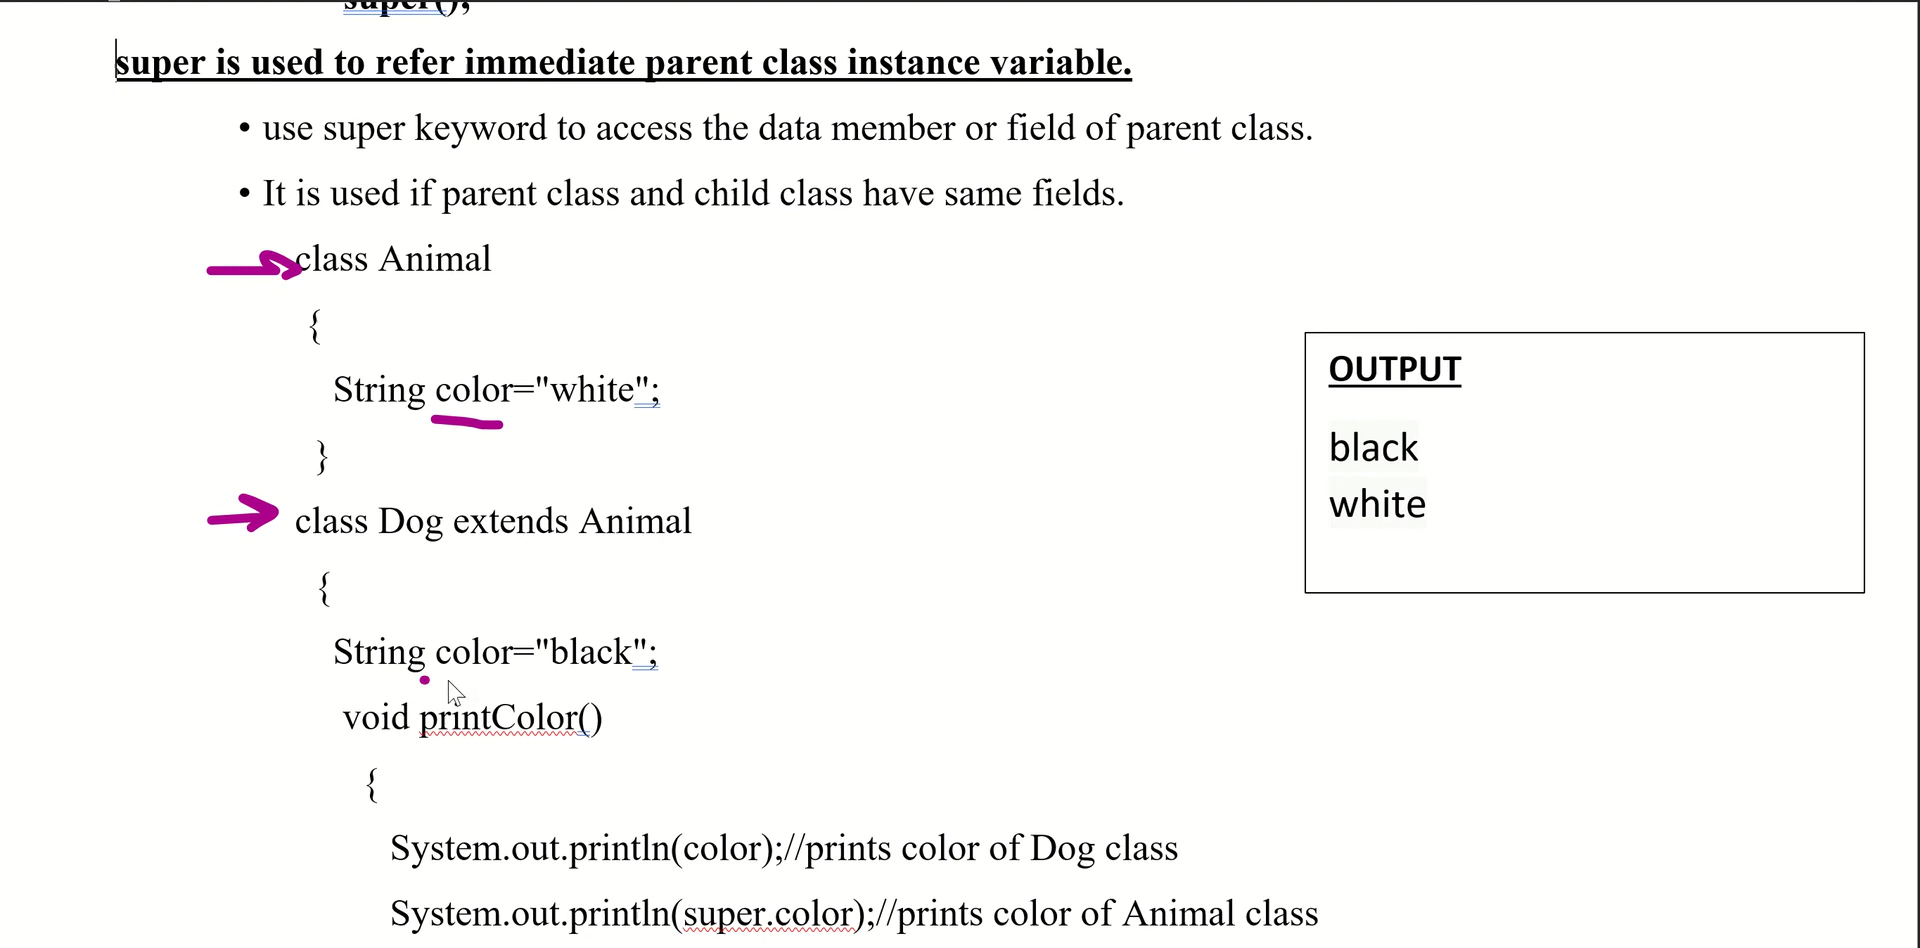 super();
super is used to refer immediate parent class instance variable.
• use super keyword to access the data member or field of parent class.
• It is used if parent class and child class have same fields.
class Animal
{
String color="white";
}
class Dog extends Animal
{
String color="black";
void printColor()
{
System.out.println(color);//prints color of Dog class
System.out.println(super.color);//prints color of Animal class
OUTPUT
black
white